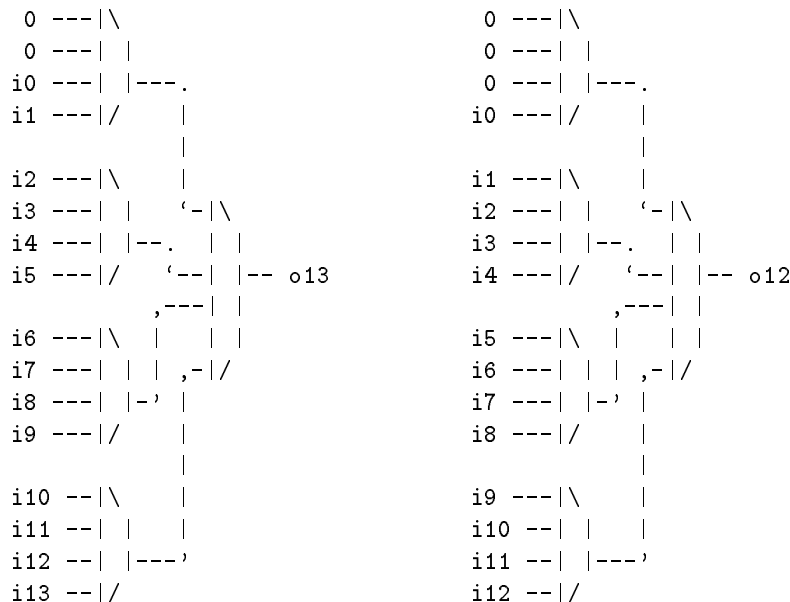 0 ---|\                         0 ---|\
 0 ---| |                        0 ---| |
i0 ---| |---.                    0 ---| |---.
i1 ---|/    |                   i0 ---|/    |
            |                               |
i2 ---|\    |                   i1 ---|\    |
i3 ---| |   ‘-|\                i2 ---| |   ‘-|\
i4 ---| |--.  | |               i3 ---| |--.  | |
i5 ---|/   ‘--| |-- o13         i4 ---|/   ‘--| |-- o12
          ,---| |                         ,---| |
i6 ---|\  |   | |               i5 ---|\  |   | |
i7 ---| | | ,-|/                i6 ---| | | ,-|/
i8 ---| |-’ |                   i7 ---| |-’ |
i9 ---|/    |                   i8 ---|/    |
            |                               |
i10 --|\    |                   i9 ---|\    |
i11 --| |   |                   i10 --| |   |
i12 --| |---’                   i11 --| |---’
i13 --|/                        i12 --|/